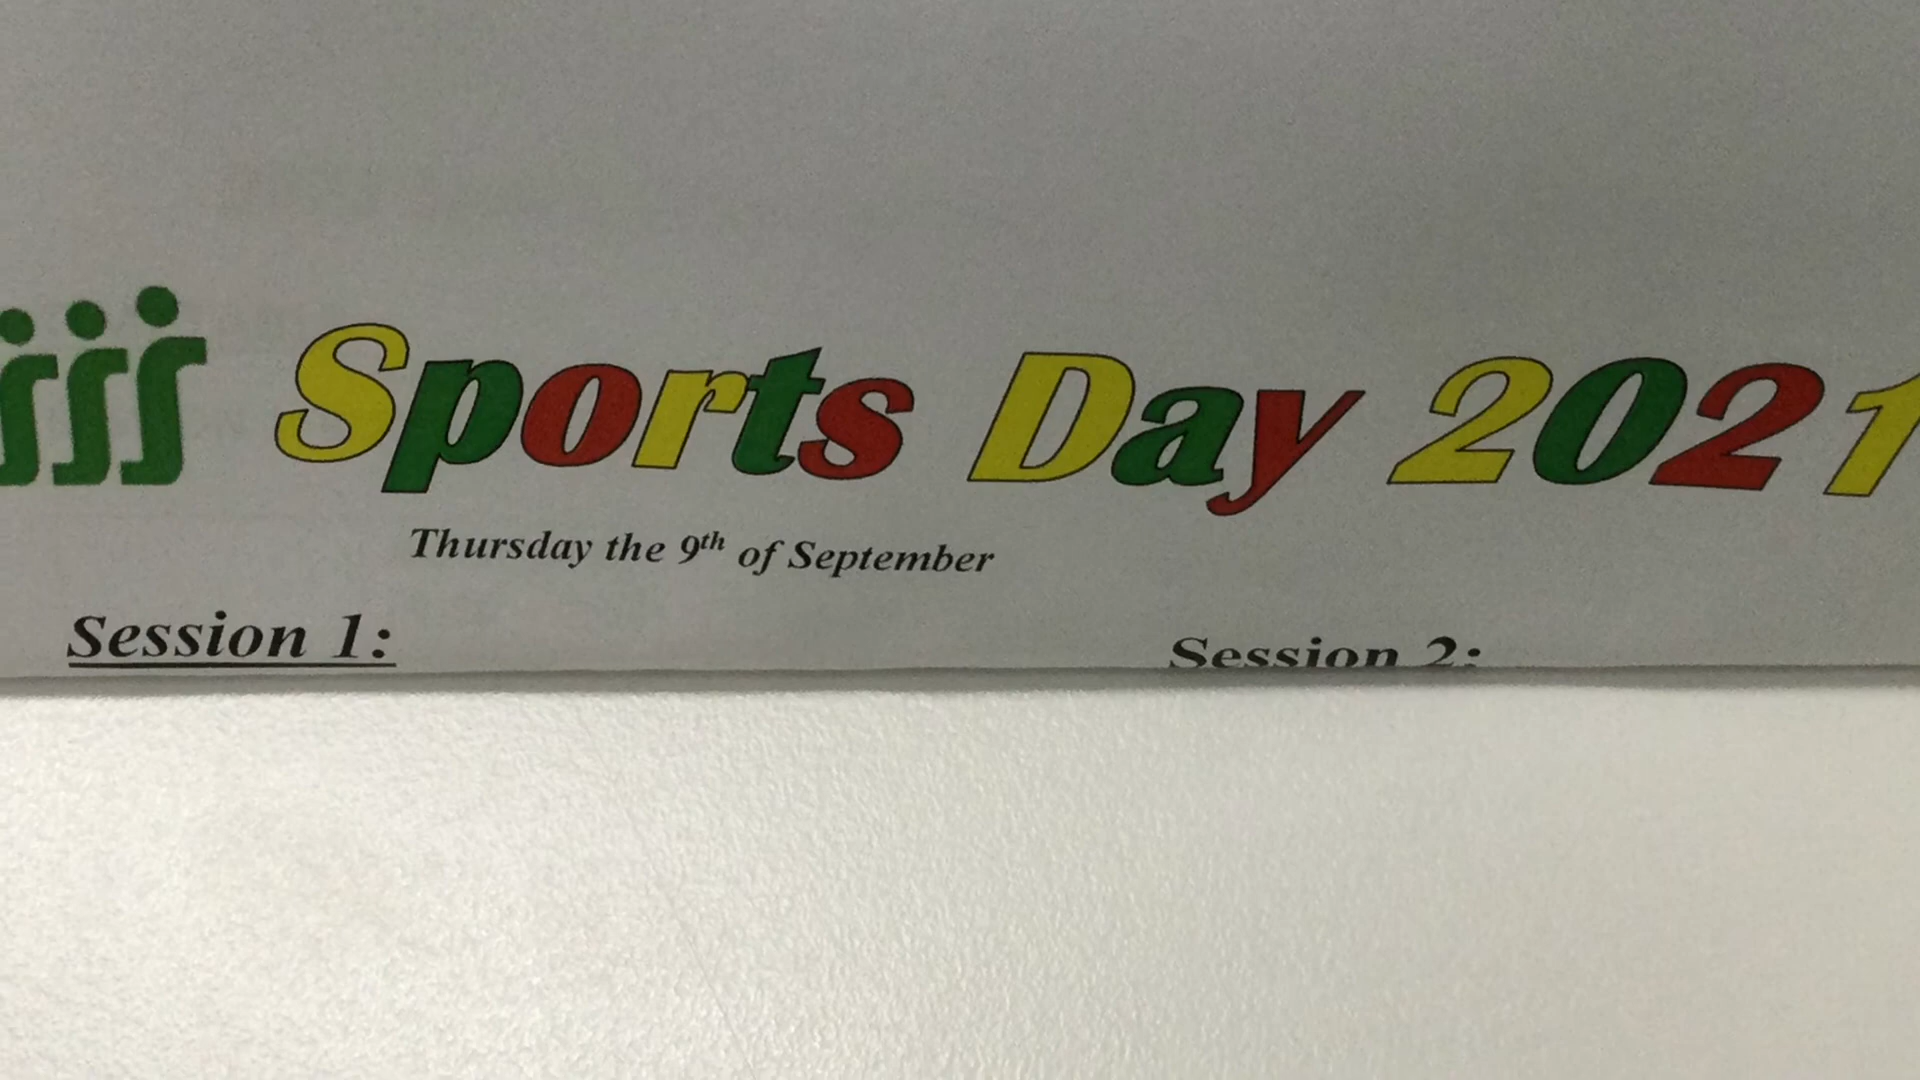 Sports Day 2021
Thursday the 9th of September
Session 1:
Session 2: